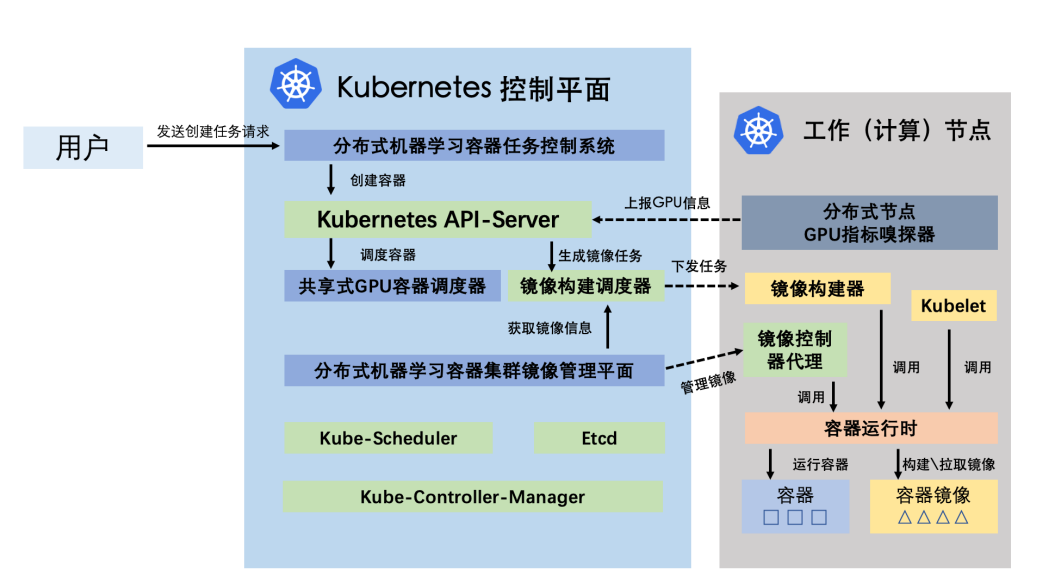 Kubernetes 控制平面
工作（计算）节点
用户
发送创建任务请求
分布式机器学习容器任务控制系统
创建容器
Kubernetes API-Server
上报GPU信息
分布式节点
GPU指标嗅探器
调度容器
生成镜像任务
下发任务
共享式GPU容器调度器
镜像构建调度器
镜像构建器
Kubelet
获取镜像信息
镜像控制
器代理
分布式机器学习容器集群镜像管理平面
管理镜像
调用
调用
调用
Kube-Scheduler
Etcd
容器运行时
运行容器
构建\拉取镜像
Kube-Controller-Manager
容器
容器镜像